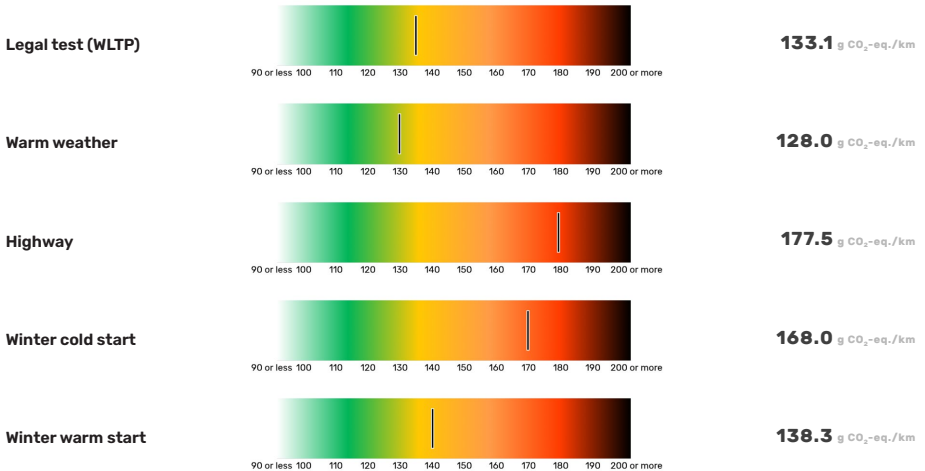 Legal test (WLTP)
133.1 g CO₂-eq./km
90 or less 100 110 120 130 140 150 160 170 180 190 200 or more
Warm weather
128.0 g CO₂-eq./km
90 or less 100 110 120 130 140 150 160 170 180 190 200 or more
Highway
177.5 g CO₂-eq./km
90 or less 100 110 120 130 140 150 160 170 180 190 200 or more
Winter cold start
168.0 g CO₂-eq./km
90 or less 100 110 120 130 140 150 160 170 180 190 200 or more
Winter warm start
138.3 g CO₂-eq./km
90 or less 100 110 120 130 140 150 160 170 180 190 200 or more